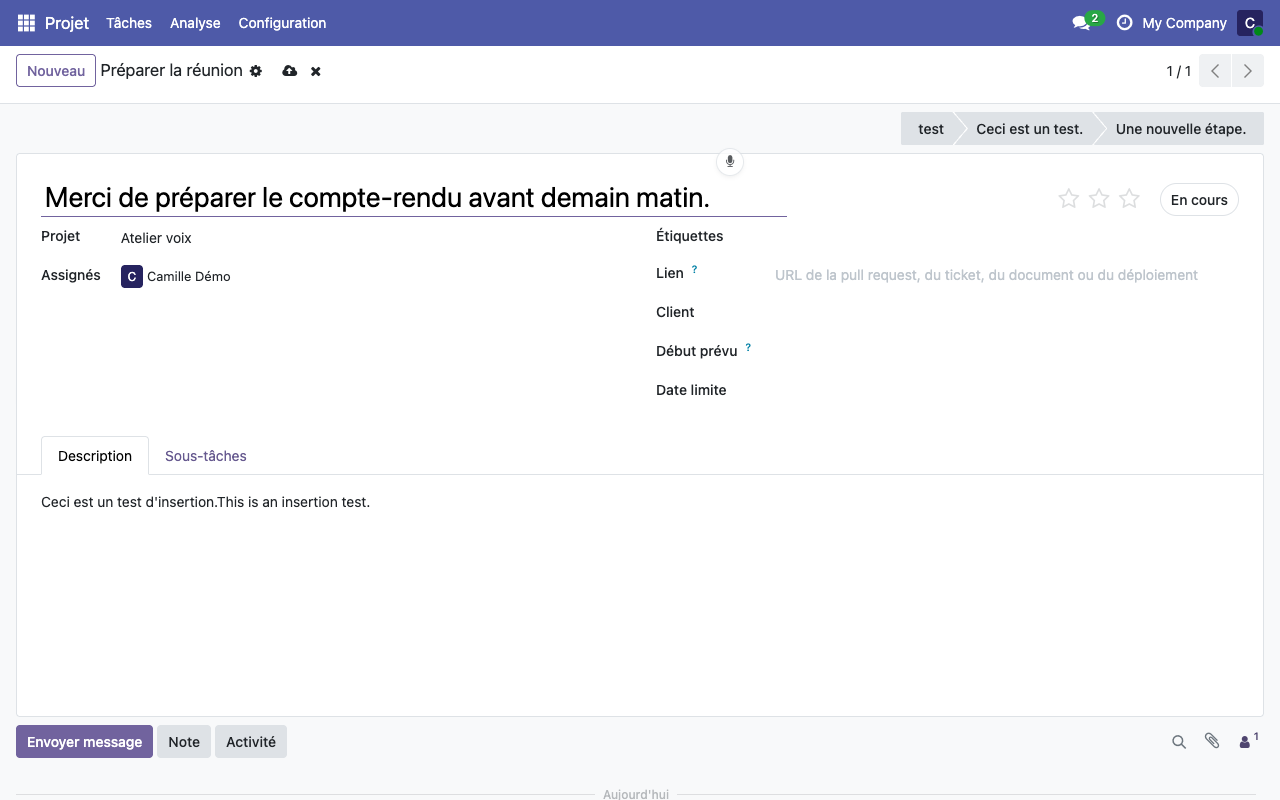 Projet Tâches Analyse Configuration 2 My Company C
Nouveau Préparer la réunion 1 / 1
test Ceci est un test. Une nouvelle étape.
Merci de préparer le compte-rendu avant demain matin. En cours
Projet Atelier voix
Assignés C Camille Démo
Étiquettes
Lien ? URL de la pull request, du ticket, du document ou du déploiement
Client
Début prévu ?
Date limite
Description Sous-tâches
Ceci est un test d'insertion.This is an insertion test.
Envoyer message Note Activité 1
Aujourd'hui